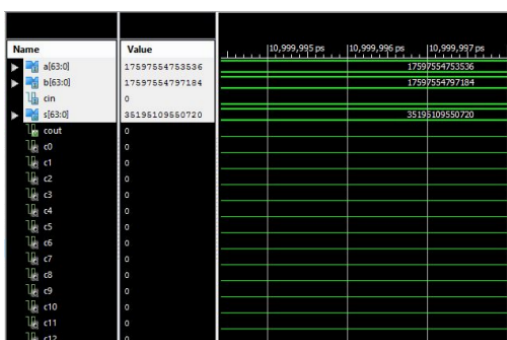 Name Value 10,999,995 ps 10,999,996 ps 10,999,997 ps
a[63:0] 17597554753536 17597554753536
b[63:0] 17597554797184 17597554797184
cin 0
s[63:0] 35195109550720 35195109550720
cout 0
c0 0
c1 0
c2 0
c3 0
c4 0
c5 0
c6 0
c7 0
c8 0
c9 0
c10 0
c11 0
c12 0